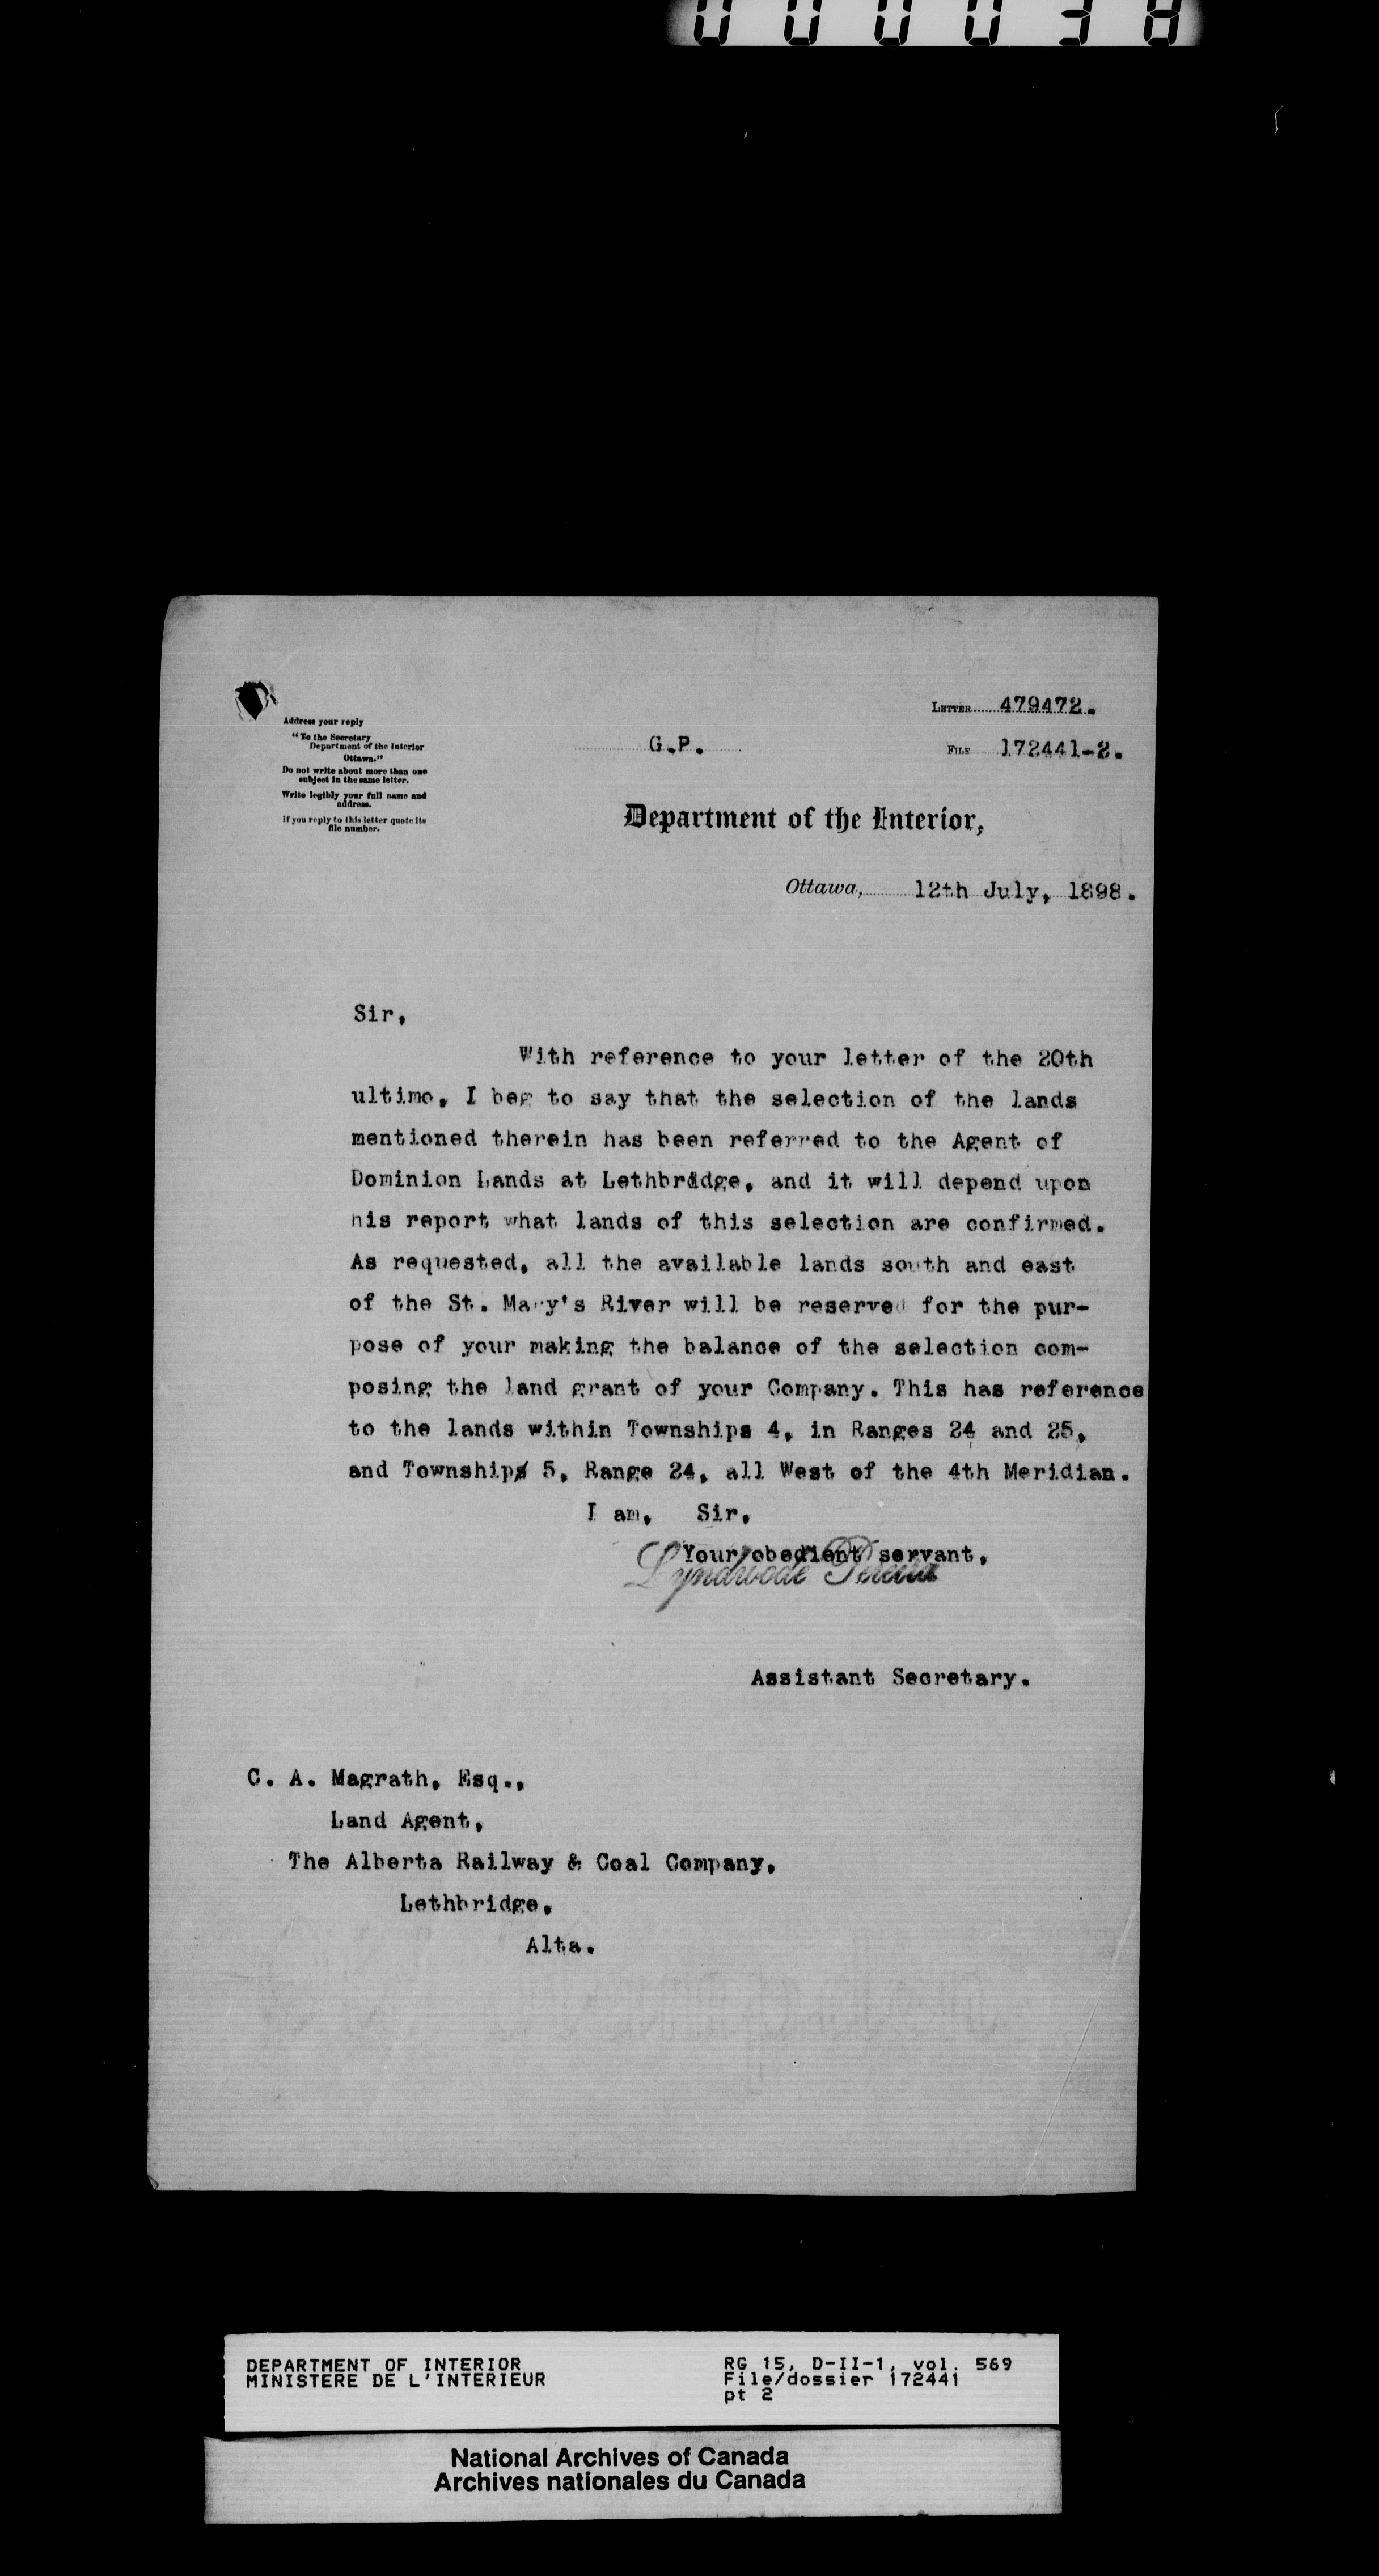 000038
LETTER 479472.
G.P.
FILE 172441-2.
Address your reply
"To the Secretary
Department of the Interior
Ottawa."
Do not write about more than one
subject in the same letter.
Write legibly your full name and
address.
If you reply to this letter quote its
file number.
Department of the Interior,
Ottawa, 12th July, 1898.
Sir,
With reference to your letter of the 20th
ultimo, I beg to say that the selection of the lands
mentioned therein has been referred to the Agent of
Dominion Lands at Lethbridge, and it will depend upon
his report what lands of this selection are confirmed.
As requested, all the available lands south and east
of the St. Mary's River will be reserved for the pur-
pose of your making the balance of the selection com-
posing the land grant of your Company. This has reference
to the lands within Townships 4, in Ranges 24 and 25,
and Township 5, Range 24, all West of the 4th Meridian.
I am, Sir,
Your obedient servant,
Lyndwode Pereira
Assistant Secretary.
C. A. Magrath, Esq.,
Land Agent,
The Alberta Railway & Coal Company,
Lethbridge,
Alta.
DEPARTMENT OF INTERIOR
MINISTERE DE L'INTERIEUR
RG 15, D-II-1, vol. 569
File/dossier 172441
pt 2
National Archives of Canada
Archives nationales du Canada